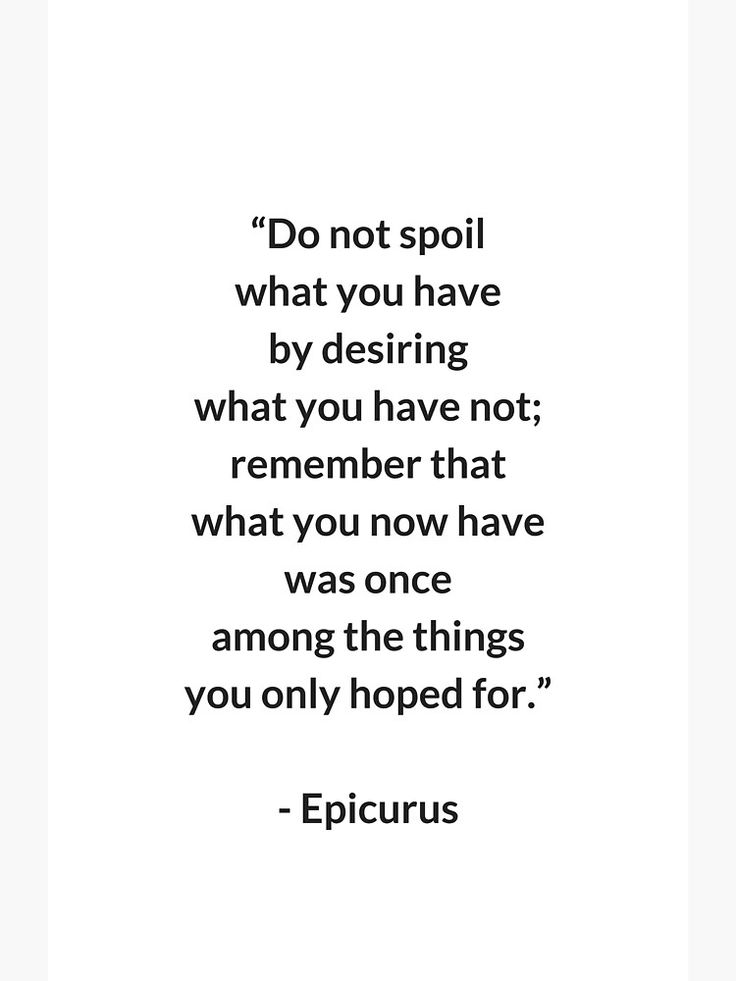 “Do not spoil
what you have
by desiring
what you have not;
remember that
what you now have
was once
among the things
you only hoped for.”
- Epicurus